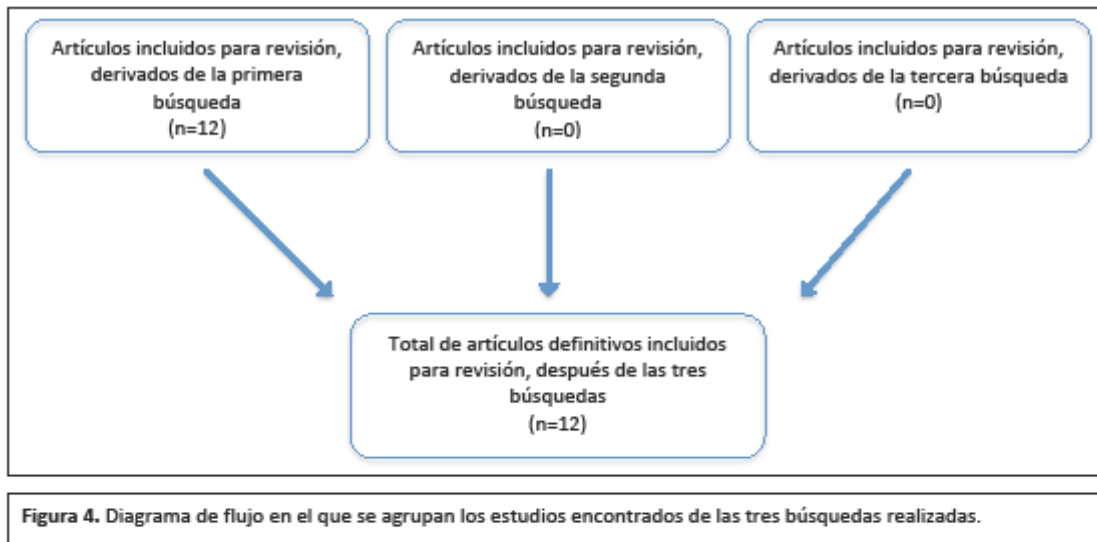 Artículos incluidos para revisión,
derivados de la primera
búsqueda
(n=12)
Artículos incluidos para revisión,
derivados de la segunda
búsqueda
(n=0)
Artículos incluidos para revisión,
derivados de la tercera búsqueda
(n=0)
Total de artículos definitivos incluidos
para revisión, después de las tres
búsquedas
(n=12)
Figura 4. Diagrama de flujo en el que se agrupan los estudios encontrados de las tres búsquedas realizadas.